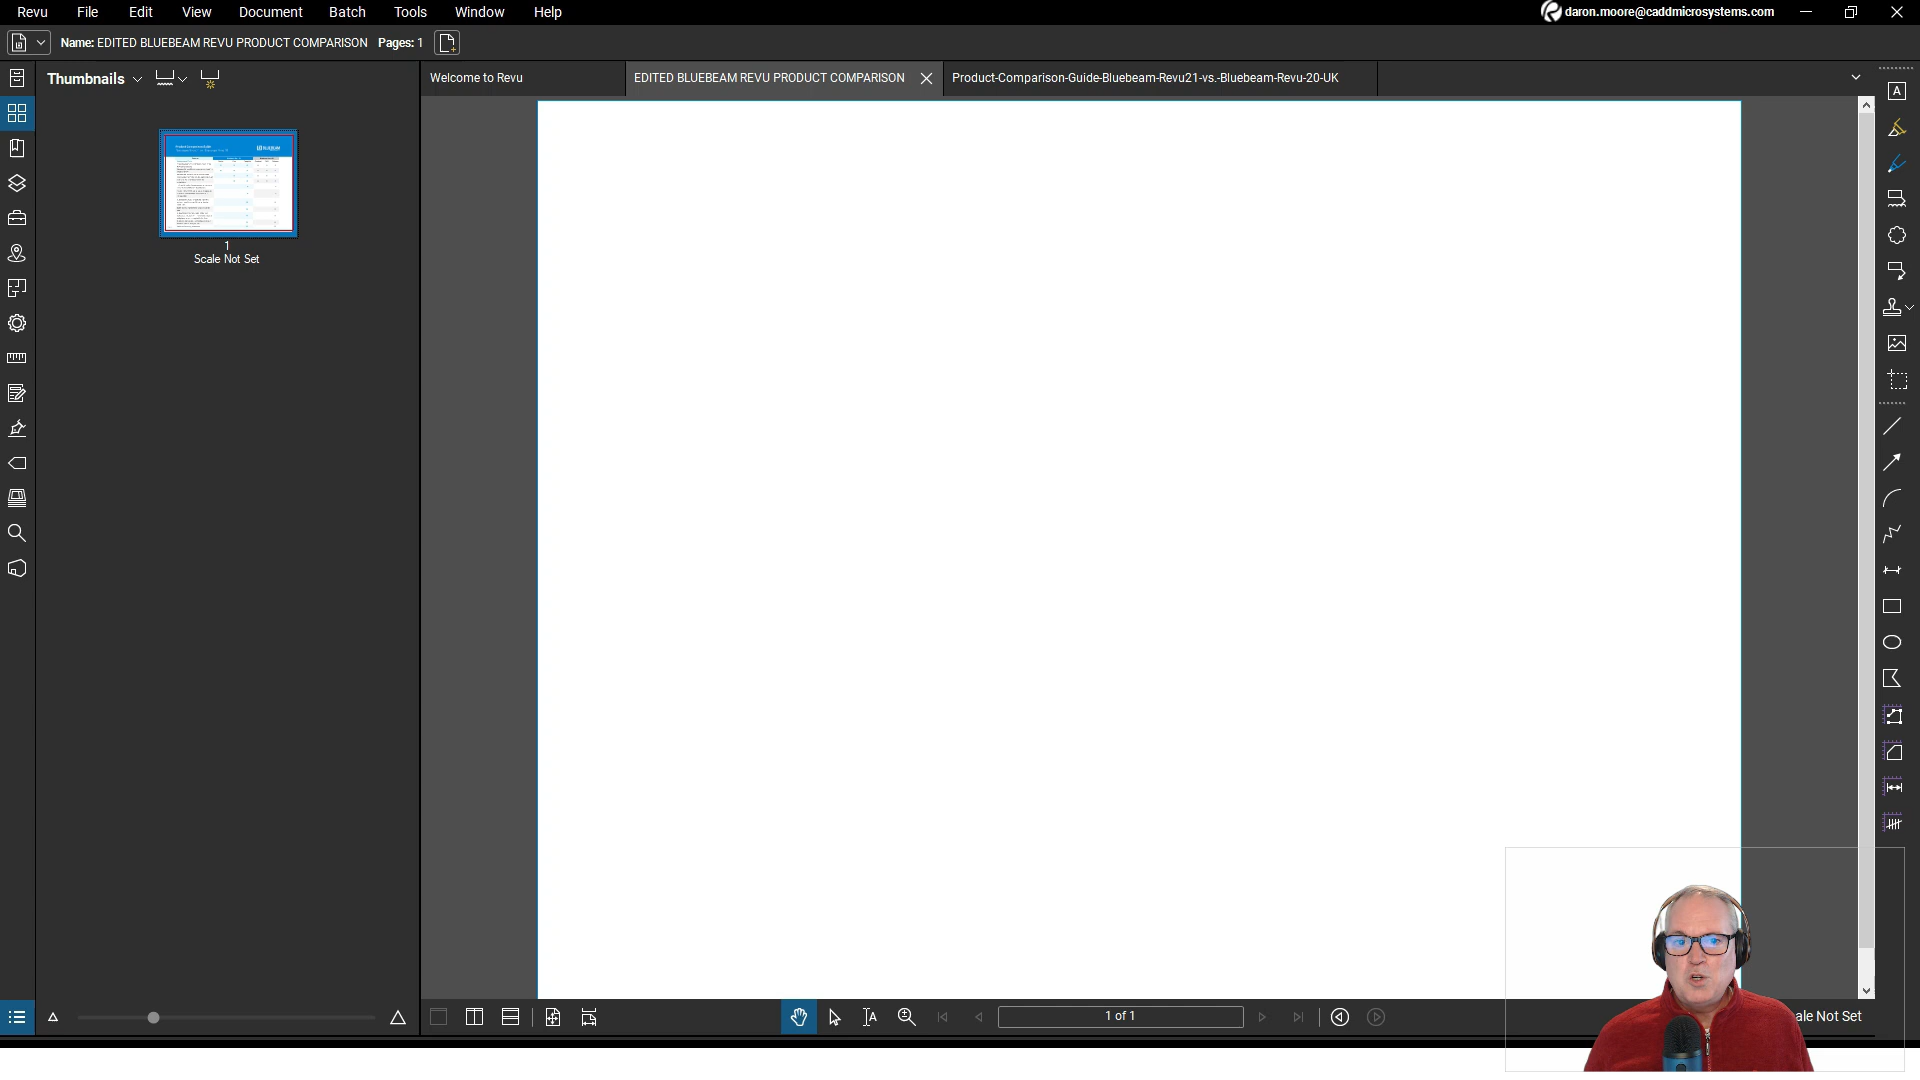 Revu File Edit View Document Batch Tools Window Help daron.moore@caddmicrosystems.com
Name: EDITED BLUEBEAM REVU PRODUCT COMPARISON Pages: 1
Thumbnails
Welcome to Revu
EDITED BLUEBEAM REVU PRODUCT COMPARISON
Product-Comparison-Guide-Bluebeam-Revu21-vs.-Bluebeam-Revu-20-UK
1
Scale Not Set
1 of 1
ale Not Set